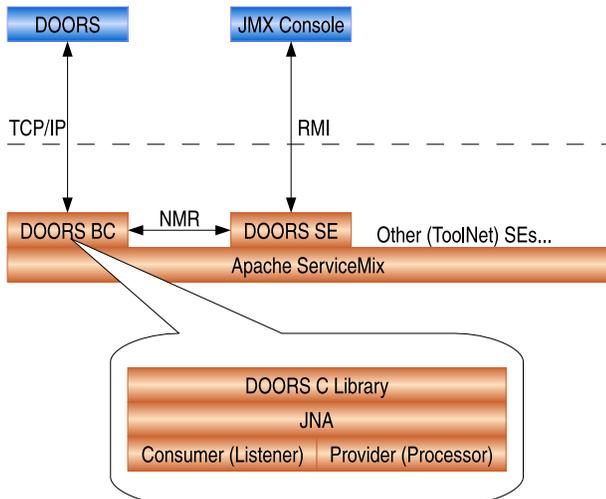 DOORS
JMX Console
TCP/IP
RMI
DOORS BC
NMR
DOORS SE
Other (ToolNet) SEs...
Apache ServiceMix
DOORS C Library
JNA
Consumer (Listener)
Provider (Processor)